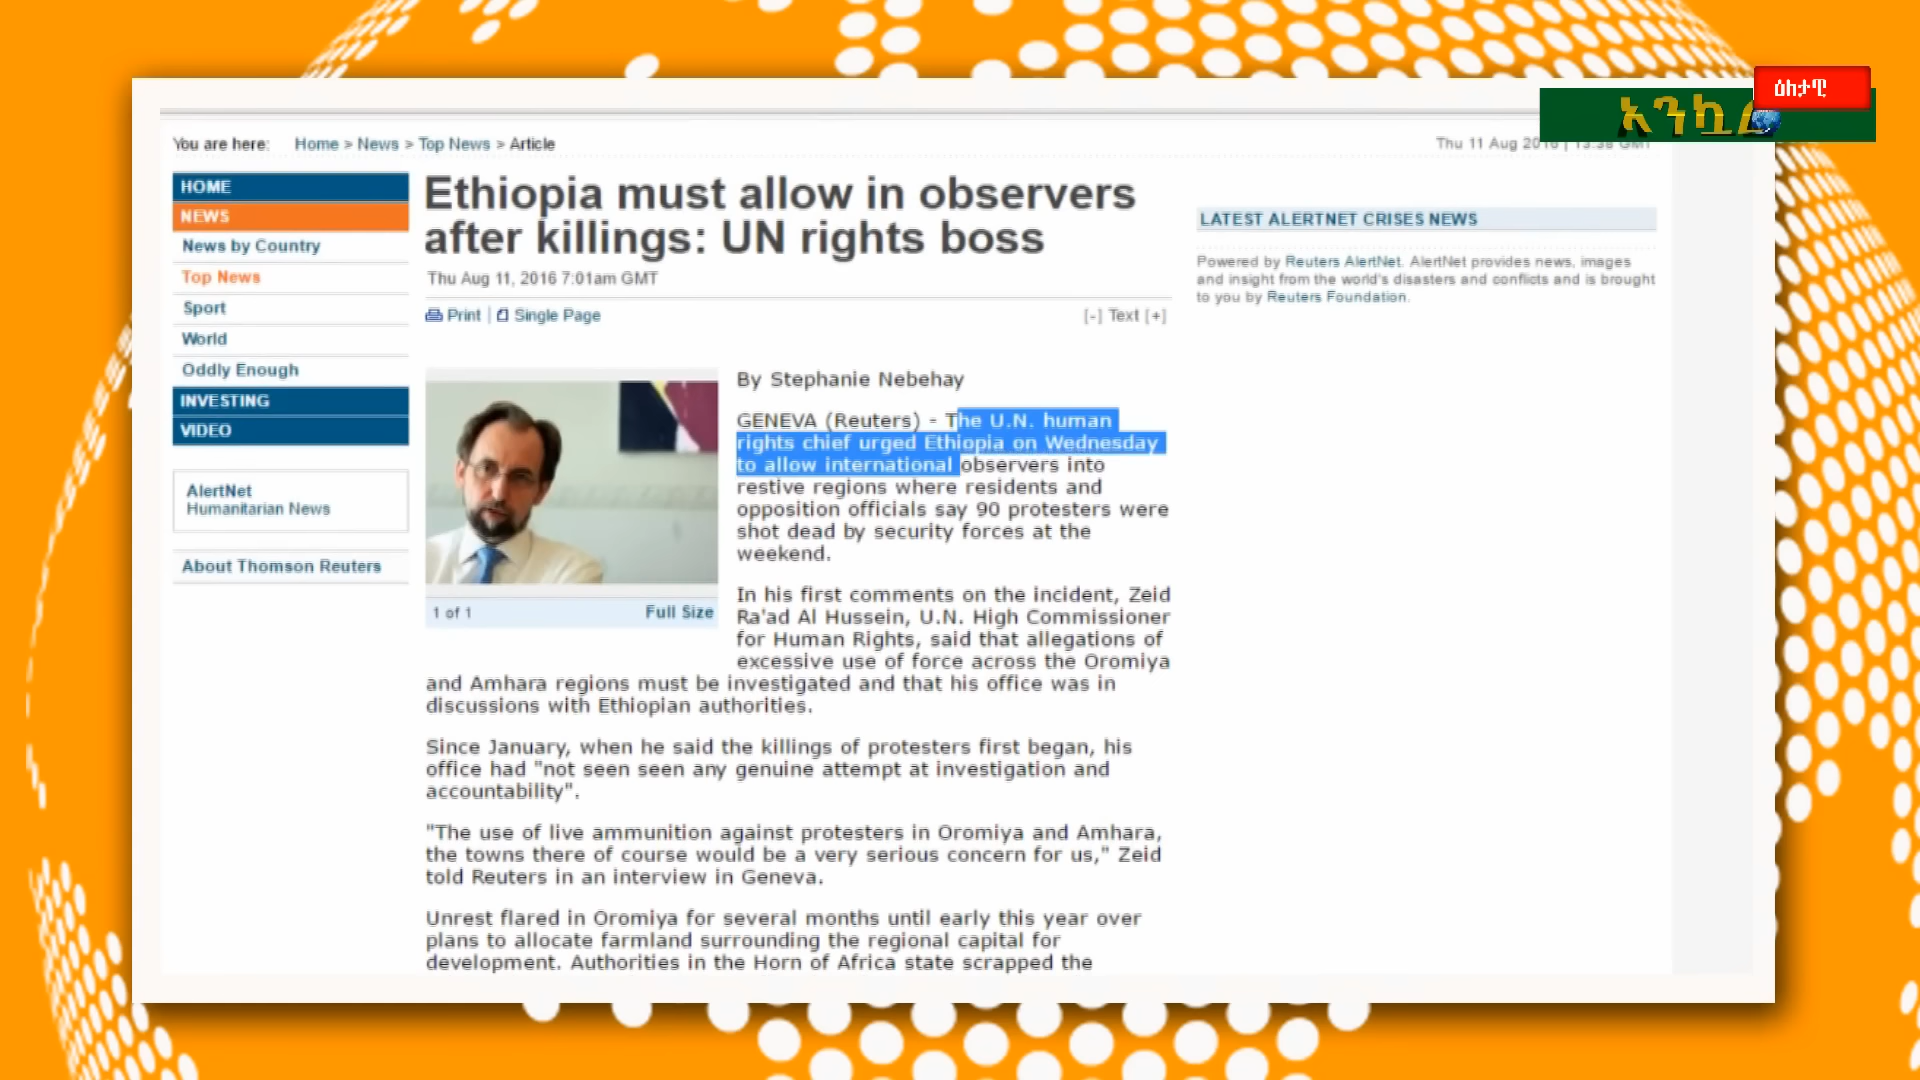 ዕለታዊ
አንኳር
You are here: Home > News > Top News > Article
Thu 11 Aug 2016 | 13:38 GMT
HOME
NEWS
News by Country
Top News
Sport
World
Oddly Enough
INVESTING
VIDEO
AlertNet
Humanitarian News
About Thomson Reuters
Ethiopia must allow in observers
after killings: UN rights boss
Thu Aug 11, 2016 7:01am GMT
Print | Single Page
[-] Text [+]
1 of 1
Full Size
By Stephanie Nebehay
GENEVA (Reuters) - The U.N. human
rights chief urged Ethiopia on Wednesday
to allow international observers into
restive regions where residents and
opposition officials say 90 protesters were
shot dead by security forces at the
weekend.
In his first comments on the incident, Zeid
Ra'ad Al Hussein, U.N. High Commissioner
for Human Rights, said that allegations of
excessive use of force across the Oromiya
and Amhara regions must be investigated and that his office was in
discussions with Ethiopian authorities.
Since January, when he said the killings of protesters first began, his
office had "not seen seen any genuine attempt at investigation and
accountability".
"The use of live ammunition against protesters in Oromiya and Amhara,
the towns there of course would be a very serious concern for us," Zeid
told Reuters in an interview in Geneva.
Unrest flared in Oromiya for several months until early this year over
plans to allocate farmland surrounding the regional capital for
development. Authorities in the Horn of Africa state scrapped the
LATEST ALERTNET CRISES NEWS
Powered by Reuters AlertNet. AlertNet provides news, images
and insight from the world's disasters and conflicts and is brought
to you by Reuters Foundation.